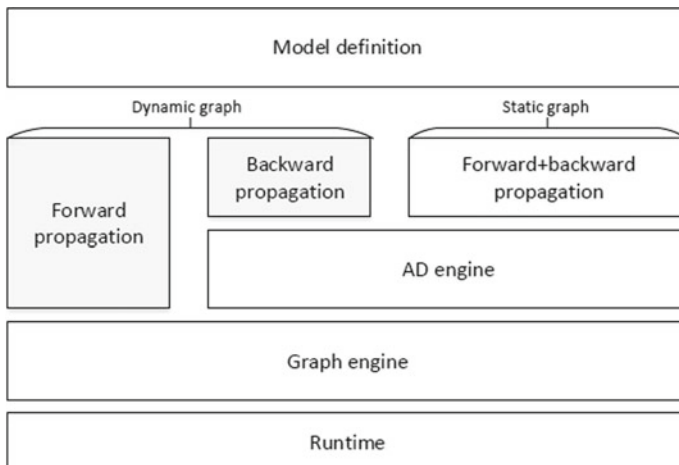 Model definition
Dynamic graph
Static graph
Forward
propagation
Backward
propagation
Forward+backward
propagation
AD engine
Graph engine
Runtime